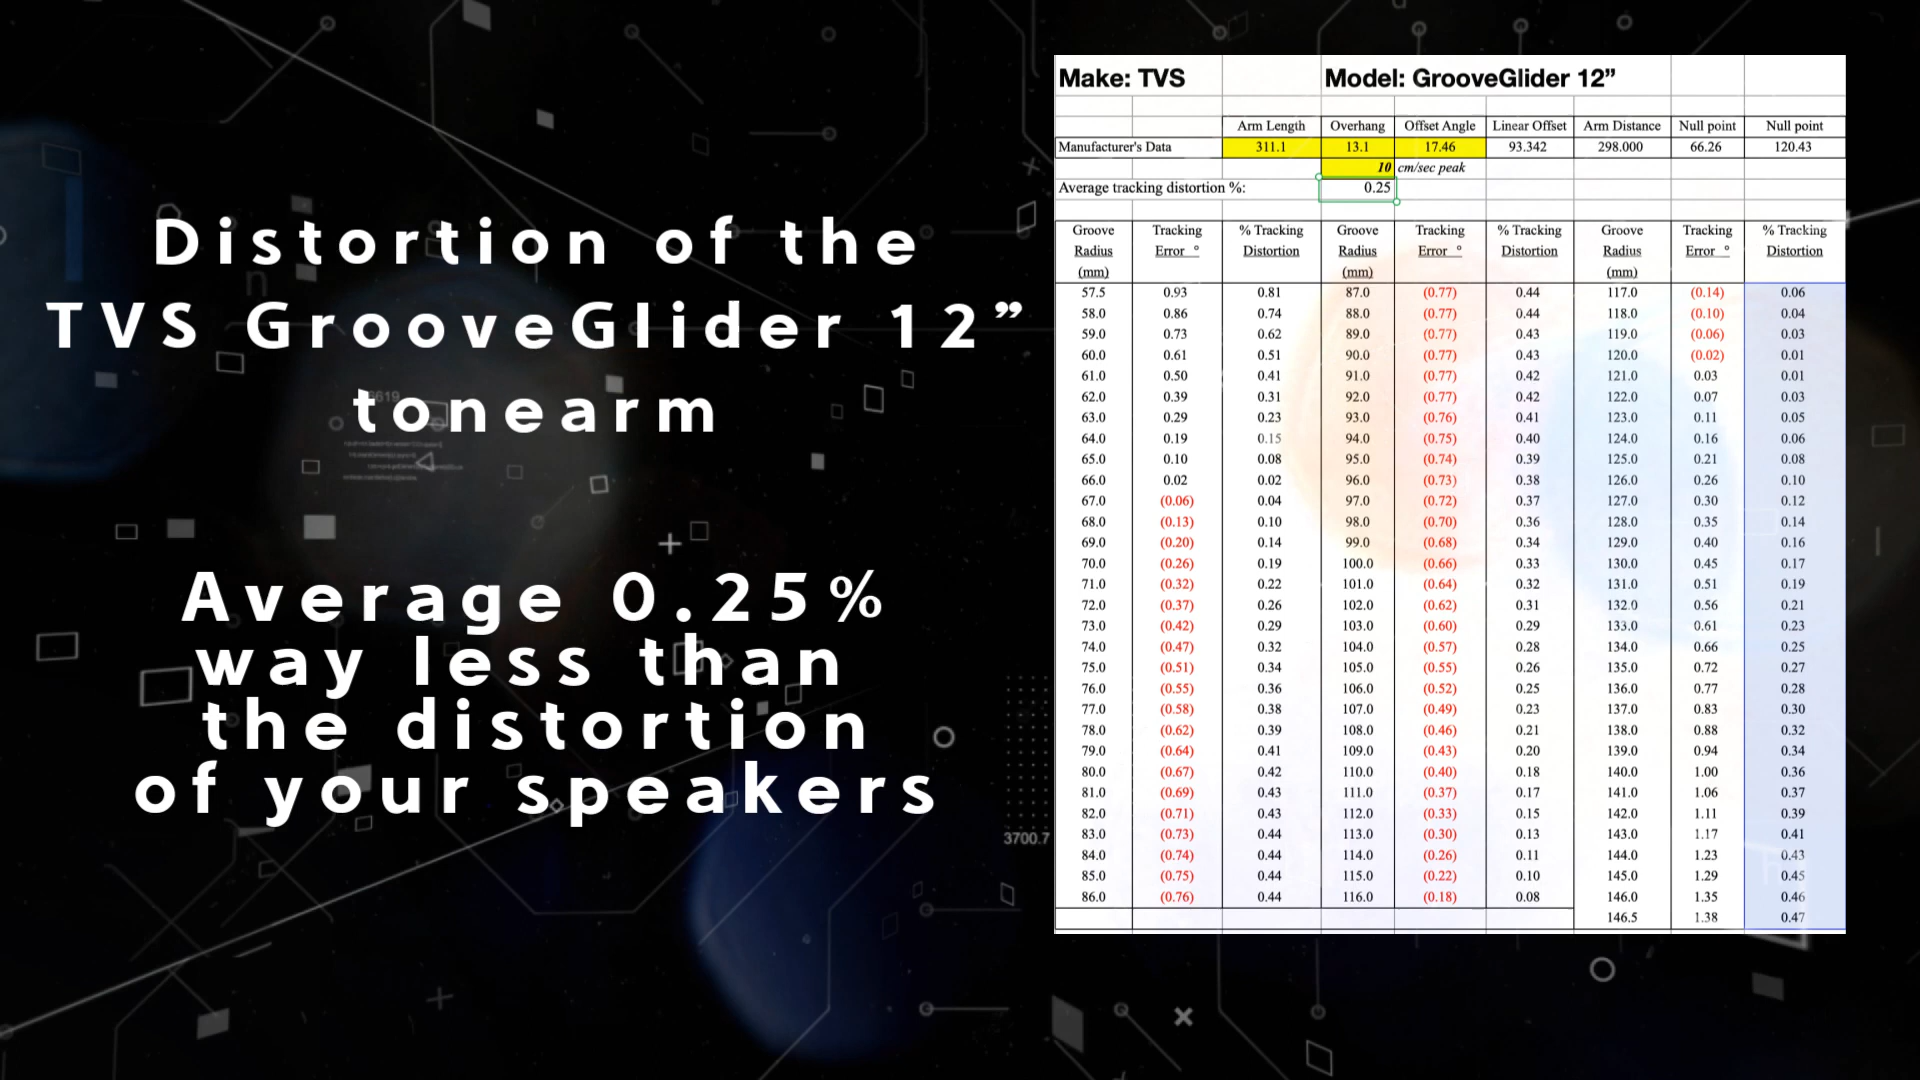 Distortion of the
TVS GrooveGlider 12”
tonearm
Average 0.25%
way less than
the distortion
of your speakers
3700.7
Make: TVS Model: GrooveGlider 12”
Arm Length Overhang Offset Angle Linear Offset Arm Distance Null point Null point
Manufacturer's Data 311.1 13.1 17.46 93.342 298.000 66.26 120.43
10 cm/sec peak
Average tracking distortion %: 0.25
Groove Tracking % Tracking Groove Tracking % Tracking Groove Tracking % Tracking
Radius Error ° Distortion Radius Error ° Distortion Radius Error ° Distortion
(mm) (mm) (mm)
57.5 0.93 0.81 87.0 (0.77) 0.44 117.0 (0.14) 0.06
58.0 0.86 0.74 88.0 (0.77) 0.44 118.0 (0.10) 0.04
59.0 0.73 0.62 89.0 (0.77) 0.43 119.0 (0.06) 0.03
60.0 0.61 0.51 90.0 (0.77) 0.43 120.0 (0.02) 0.01
61.0 0.50 0.41 91.0 (0.77) 0.42 121.0 0.03 0.01
62.0 0.39 0.31 92.0 (0.77) 0.42 122.0 0.07 0.03
63.0 0.29 0.23 93.0 (0.76) 0.41 123.0 0.11 0.05
64.0 0.19 0.15 94.0 (0.75) 0.40 124.0 0.16 0.06
65.0 0.10 0.08 95.0 (0.74) 0.39 125.0 0.21 0.08
66.0 0.02 0.02 96.0 (0.73) 0.38 126.0 0.26 0.10
67.0 (0.06) 0.04 97.0 (0.72) 0.37 127.0 0.30 0.12
68.0 (0.13) 0.10 98.0 (0.70) 0.36 128.0 0.35 0.14
69.0 (0.20) 0.14 99.0 (0.68) 0.34 129.0 0.40 0.16
70.0 (0.26) 0.19 100.0 (0.66) 0.33 130.0 0.45 0.17
71.0 (0.32) 0.22 101.0 (0.64) 0.32 131.0 0.51 0.19
72.0 (0.37) 0.26 102.0 (0.62) 0.31 132.0 0.56 0.21
73.0 (0.42) 0.29 103.0 (0.60) 0.29 133.0 0.61 0.23
74.0 (0.47) 0.32 104.0 (0.57) 0.28 134.0 0.66 0.25
75.0 (0.51) 0.34 105.0 (0.55) 0.26 135.0 0.72 0.27
76.0 (0.55) 0.36 106.0 (0.52) 0.25 136.0 0.77 0.28
77.0 (0.58) 0.38 107.0 (0.49) 0.23 137.0 0.83 0.30
78.0 (0.62) 0.39 108.0 (0.46) 0.21 138.0 0.88 0.32
79.0 (0.64) 0.41 109.0 (0.43) 0.20 139.0 0.94 0.34
80.0 (0.67) 0.42 110.0 (0.40) 0.18 140.0 1.00 0.36
81.0 (0.69) 0.43 111.0 (0.37) 0.17 141.0 1.06 0.37
82.0 (0.71) 0.43 112.0 (0.33) 0.15 142.0 1.11 0.39
83.0 (0.73) 0.44 113.0 (0.30) 0.13 143.0 1.17 0.41
84.0 (0.74) 0.44 114.0 (0.26) 0.11 144.0 1.23 0.43
85.0 (0.75) 0.44 115.0 (0.22) 0.10 145.0 1.29 0.45
86.0 (0.76) 0.44 116.0 (0.18) 0.08 146.0 1.35 0.46
146.5 1.38 0.47